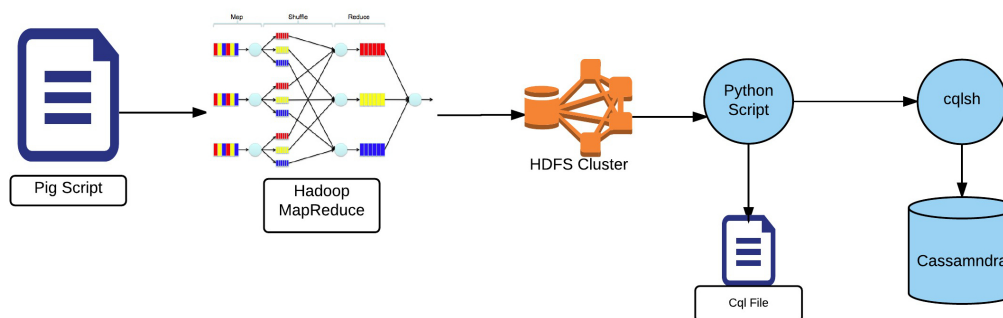 Map Shuffle Reduce
Pig Script
Hadoop
MapReduce
HDFS Cluster
Python
Script
cqlsh
Cql File
Cassamndra